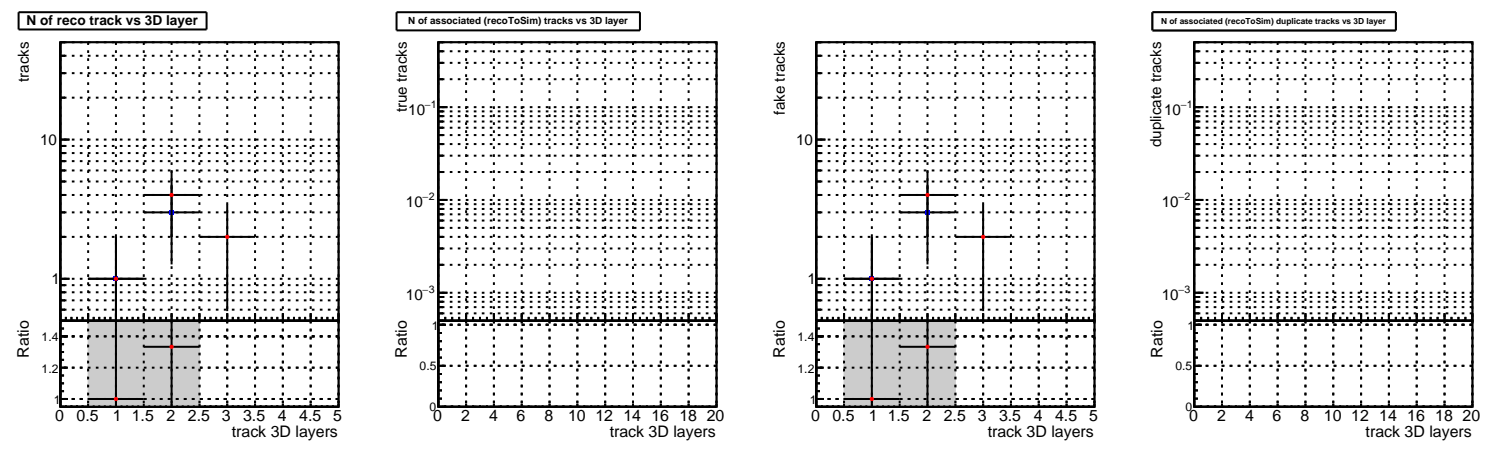 N of reco track vs 3D layer
tracks
10
1
Ratio
1.4
1.2
1
0 0.5 1 1.5 2 2.5 3 3.5 4 4.5 5
track 3D layers
N of associated (recoToSim) tracks vs 3D layer
true tracks
10⁻¹
10⁻²
10⁻³
Ratio
1
0.5
0
0 2 4 6 8 10 12 14 16 18 20
track 3D layers
fake tracks
10
1
Ratio
1.4
1.2
1
0 0.5 1 1.5 2 2.5 3 3.5 4 4.5 5
track 3D layers
N of associated (recoToSim) duplicate tracks vs 3D layer
duplicate tracks
10⁻¹
10⁻²
10⁻³
Ratio
1
0.5
0
0 2 4 6 8 10 12 14 16 18 20
track 3D layers